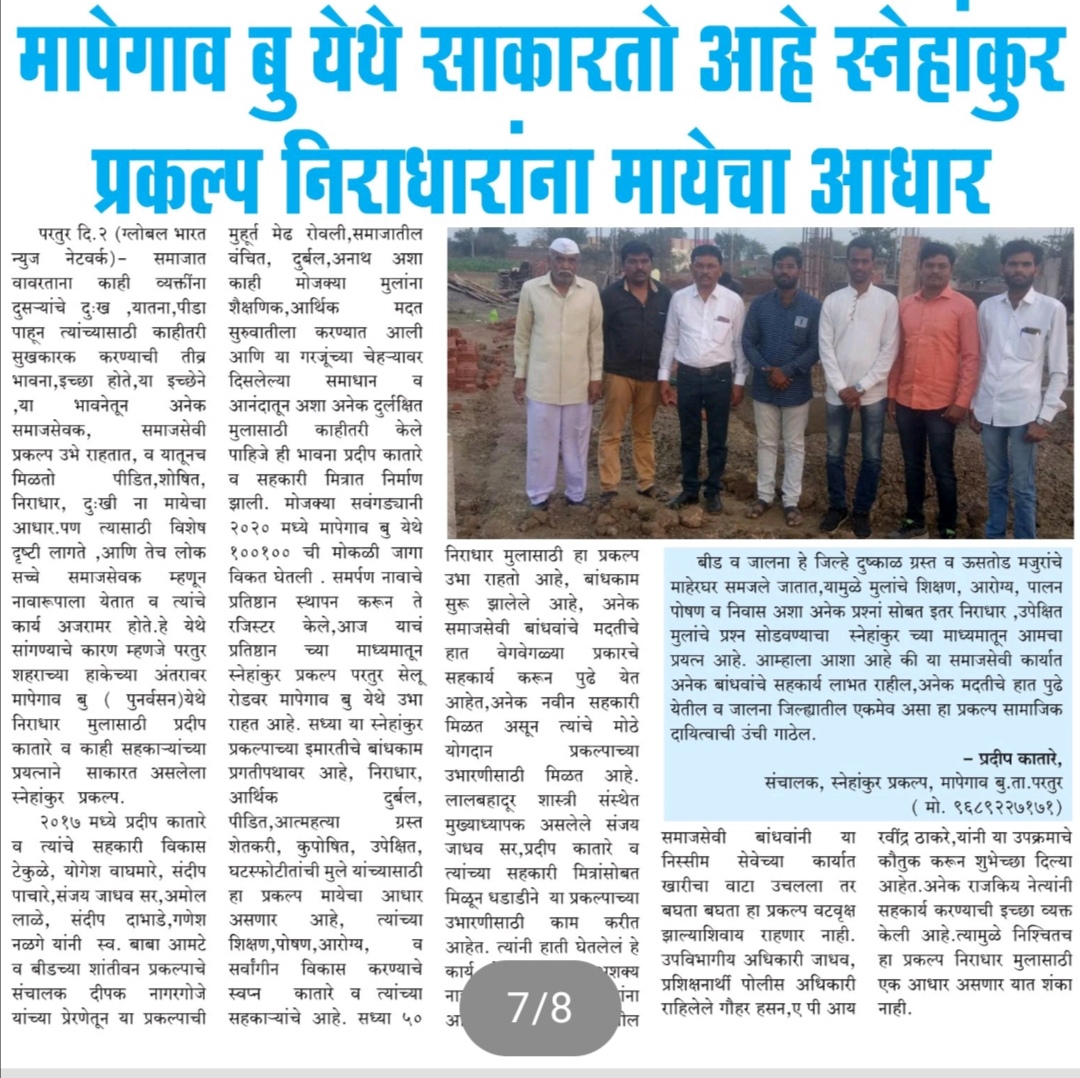 मापेगाव बु येथे साकारतो आहे स्नेहांकुर
प्रकल्प निराधारांना मायेचा आधार
परतुर दि.२ (ग्लोबल भारत
न्युज नेटवर्क)- समाजात
वावरताना काही व्यक्तींना
दुसऱ्यांचे दुःख ,यातना,पीडा
पाहून त्यांच्यासाठी काहीतरी
सुखकारक करण्याची तीव्र
भावना,इच्छा होते,या इच्छेने
,या भावनेतून अनेक
समाजसेवक, समाजसेवी
प्रकल्प उभे राहतात, व यातूनच
मिळतो पीडित,शोषित,
निराधार, दुःखी ना मायेचा
आधार.पण त्यासाठी विशेष
दृष्टी लागते ,आणि तेच लोक
सच्चे समाजसेवक म्हणून
नावारूपाला येतात व त्यांचे
कार्य अजरामर होते.हे येथे
सांगण्याचे कारण म्हणजे परतुर
शहराच्या हाकेच्या अंतरावर
मापेगाव बु ( पुनर्वसन)येथे
निराधार मुलासाठी प्रदीप
कातारे व काही सहकाऱ्यांच्या
प्रयत्नाने साकारत असलेला
स्नेहांकुर प्रकल्प.
२०१७ मध्ये प्रदीप कातारे
व त्यांचे सहकारी विकास
टेकुळे, योगेश वाघमारे, संदीप
पाचारे,संजय जाधव सर,अमोल
लाळे, संदीप दाभाडे,गणेश
नळगे यांनी स्व. बाबा आमटे
व बीडच्या शांतीवन प्रकल्पाचे
संचालक दीपक नागरगोजे
यांच्या प्रेरणेतून या प्रकल्पाची
मुहूर्त मेढ रोवली,समाजातील
वंचित, दुर्बल,अनाथ अशा
काही मोजक्या मुलांना
शैक्षणिक,आर्थिक मदत
सुरुवातीला करण्यात आली
आणि या गरजूंच्या चेहऱ्यावर
दिसलेल्या समाधान व
आनंदातून अशा अनेक दुर्लक्षित
मुलासाठी काहीतरी केले
पाहिजे ही भावना प्रदीप कातारे
व सहकारी मित्रात निर्माण
झाली. मोजक्या सवंगड्यानी
२०२० मध्ये मापेगाव बु येथे
१००१०० ची मोकळी जागा
विकत घेतली . समर्पण नावाचे
प्रतिष्ठान स्थापन करून ते
रजिस्टर केले,आज याचं
प्रतिष्ठान च्या माध्यमातून
स्नेहांकुर प्रकल्प परतुर सेलू
रोडवर मापेगाव बु येथे उभा
राहत आहे. सध्या या स्नेहांकुर
प्रकल्पाच्या इमारतीचे बांधकाम
प्रगतीपथावर आहे, निराधार,
आर्थिक दुर्बल,
पीडित,आत्महत्या ग्रस्त
शेतकरी, कुपोषित, उपेक्षित,
घटस्फोटीतांची मुले यांच्यासाठी
हा प्रकल्प मायेचा आधार
असणार आहे, त्यांच्या
शिक्षण,पोषण,आरोग्य, व
सर्वांगीन विकास करण्याचे
स्वप्न कातारे व त्यांच्या
सहकाऱ्यांचे आहे. सध्या ५०
निराधार मुलासाठी हा प्रकल्प
उभा राहतो आहे, बांधकाम
सुरू झालेले आहे, अनेक
समाजसेवी बांधवांचे मदतीचे
हात वेगवेगळ्या प्रकारचे
सहकार्य करून पुढे येत
आहेत,अनेक नवीन सहकारी
मिळत असून त्यांचे मोठे
योगदान प्रकल्पाच्या
उभारणीसाठी मिळत आहे.
लालबहादूर शास्त्री संस्थेत
मुख्याध्यापक असलेले संजय
जाधव सर,प्रदीप कातारे व
त्यांच्या सहकारी मित्रांसोबत
मिळून धडाडीने या प्रकल्पाच्या
उभारणीसाठी काम करीत
आहेत. त्यांनी हाती घेतलेलं हे
कार्य
बीड व जालना हे जिल्हे दुष्काळ ग्रस्त व ऊसतोड मजुरांचे
माहेरघर समजले जातात,यामुळे मुलांचे शिक्षण, आरोग्य, पालन
पोषण व निवास अशा अनेक प्रश्नां सोबत इतर निराधार ,उपेक्षित
मुलांचे प्रश्न सोडवण्याचा स्नेहांकुर च्या माध्यमातून आमचा
प्रयत्न आहे. आम्हाला आशा आहे की या समाजसेवी कार्यात
अनेक बांधवांचे सहकार्य लाभत राहील,अनेक मदतीचे हात पुढे
येतील व जालना जिल्ह्यातील एकमेव असा हा प्रकल्प सामाजिक
दायित्वाची उंची गाठेल.
– प्रदीप कातारे,
संचालक, स्नेहांकुर प्रकल्प, मापेगाव बु.ता.परतुर
( मो. ९६८९२२७१७१)
समाजसेवी बांधवांनी या
निस्सीम सेवेच्या कार्यात
खारीचा वाटा उचलला तर
बघता बघता हा प्रकल्प वटवृक्ष
झाल्याशिवाय राहणार नाही.
उपविभागीय अधिकारी जाधव,
प्रशिक्षनार्थी पोलीस अधिकारी
राहिलेले गौहर हसन,ए पी आय
रवींद्र ठाकरे,यांनी या उपक्रमाचे
कौतुक करून शुभेच्छा दिल्या
आहेत.अनेक राजकिय नेत्यांनी
सहकार्य करण्याची इच्छा व्यक्त
केली आहे.त्यामुळे निश्चितच
हा प्रकल्प निराधार मुलासाठी
एक आधार असणार यात शंका
नाही.
7/8